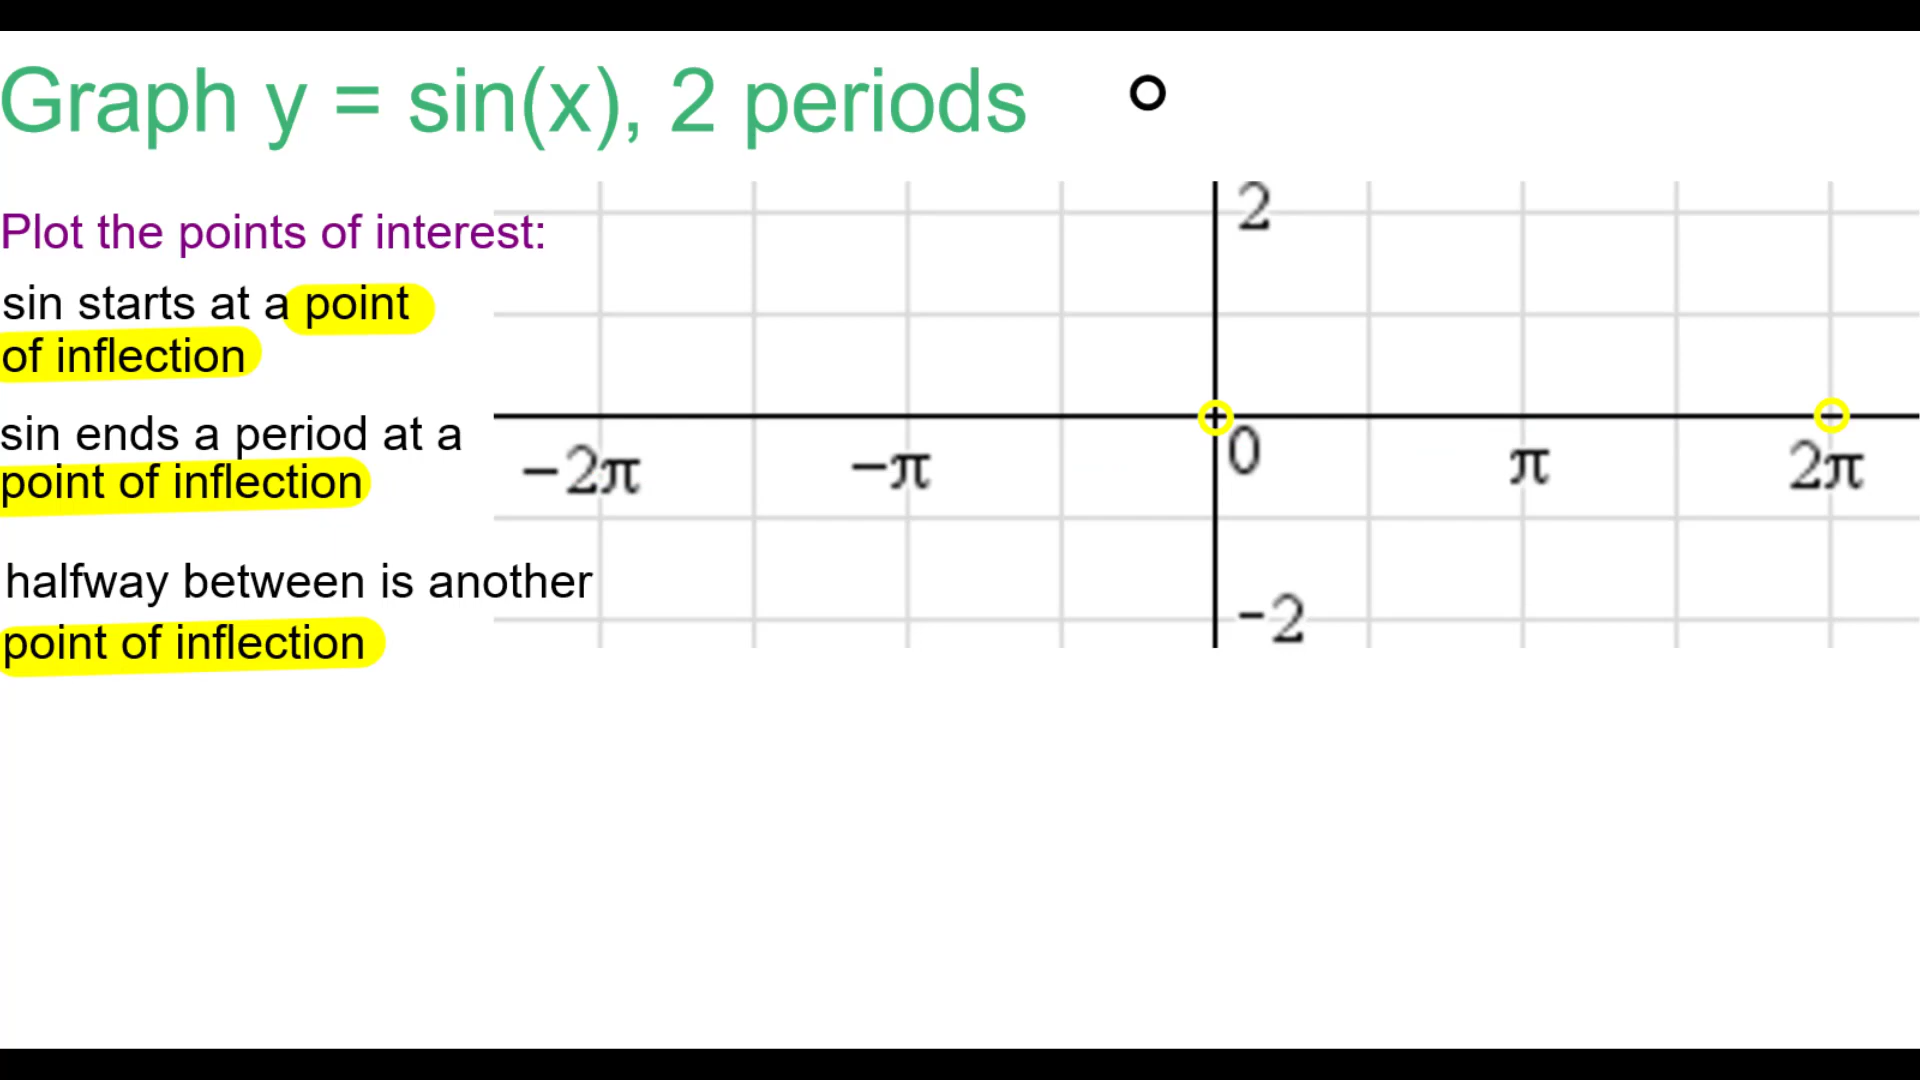 Graph y = sin(x), 2 periods
Plot the points of interest:
sin starts at a point
of inflection
sin ends a period at a
point of inflection
halfway between is another
point of inflection
2
−2π −π 0 π 2π
-2